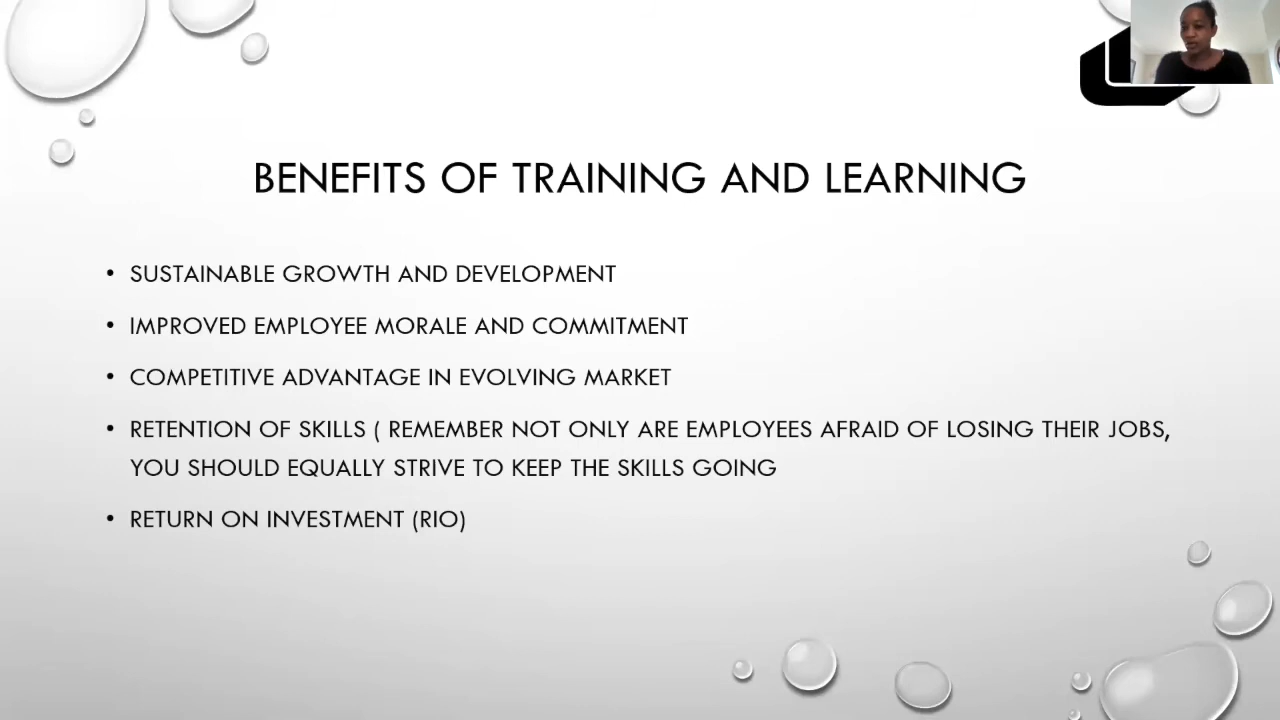 BENEFITS OF TRAINING AND LEARNING
• SUSTAINABLE GROWTH AND DEVELOPMENT
• IMPROVED EMPLOYEE MORALE AND COMMITMENT
• COMPETITIVE ADVANTAGE IN EVOLVING MARKET
• RETENTION OF SKILLS ( REMEMBER NOT ONLY ARE EMPLOYEES AFRAID OF LOSING THEIR JOBS,
YOU SHOULD EQUALLY STRIVE TO KEEP THE SKILLS GOING
• RETURN ON INVESTMENT (RIO)